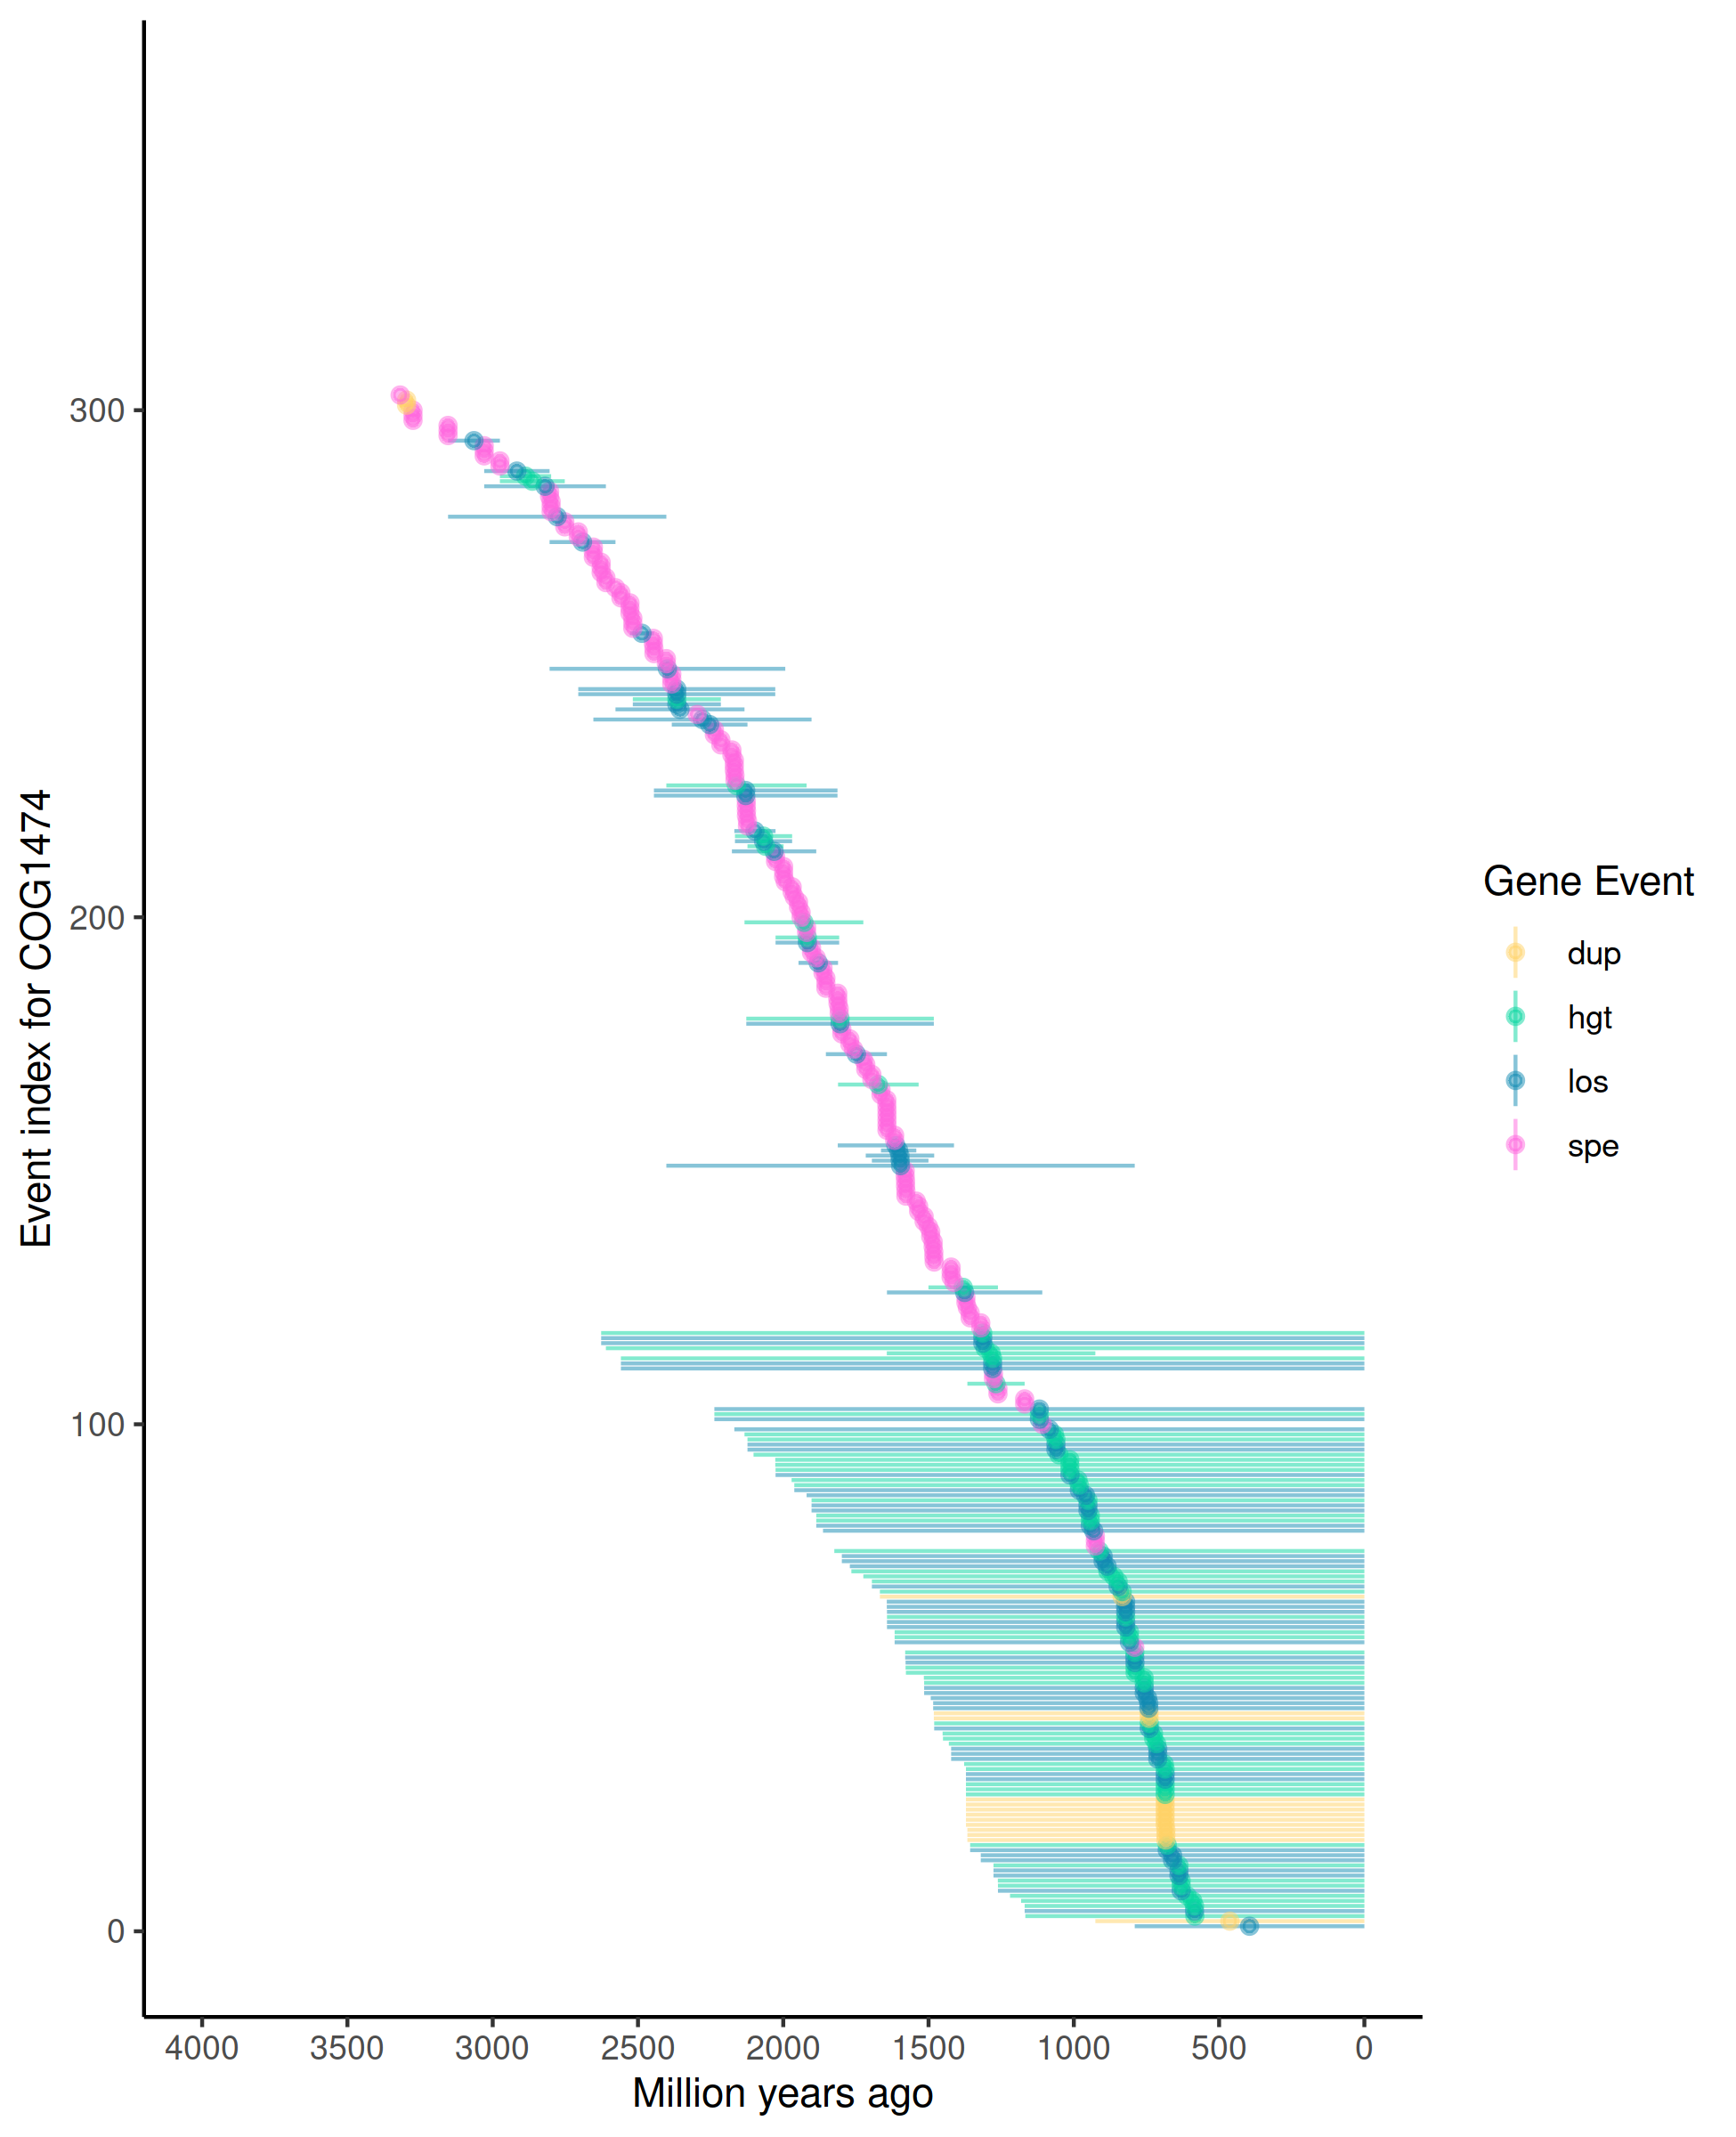 Event index for COG1474
300
200
100
0
4000 3500 3000 2500 2000 1500 1000 500 0
Million years ago
Gene Event
dup
hgt
los
spe